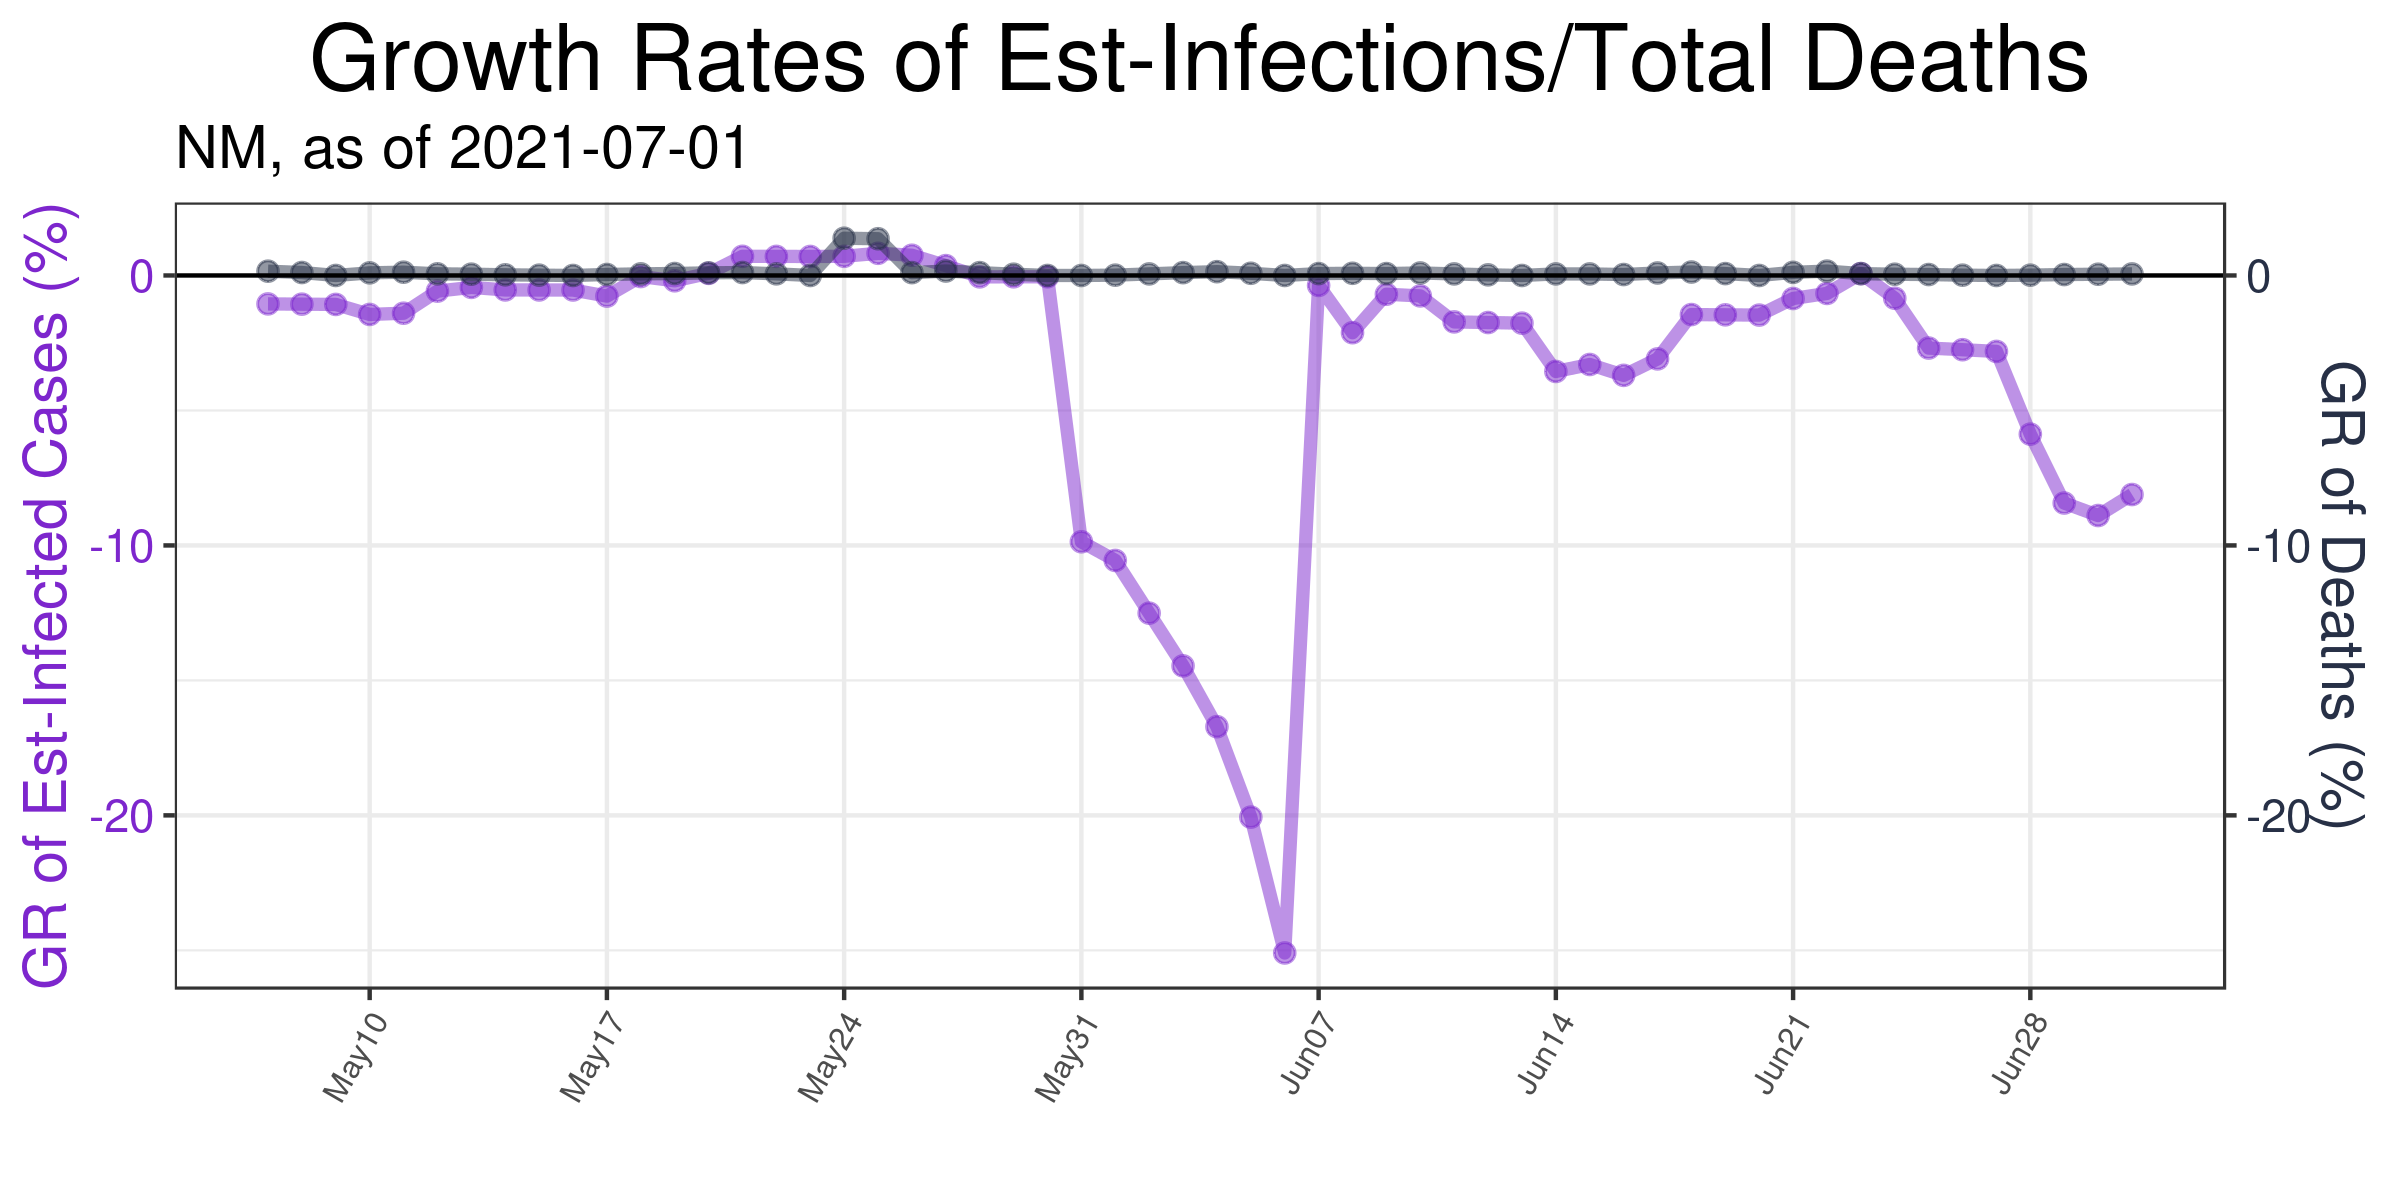 Growth Rates of Est-Infections/Total Deaths
NM, as of 2021-07-01
GR of Est-Infected Cases (%)
0
-10
-20
0
-10
-20
GR of Deaths (%)
May10
May17
May24
May31
Jun07
Jun14
Jun21
Jun28